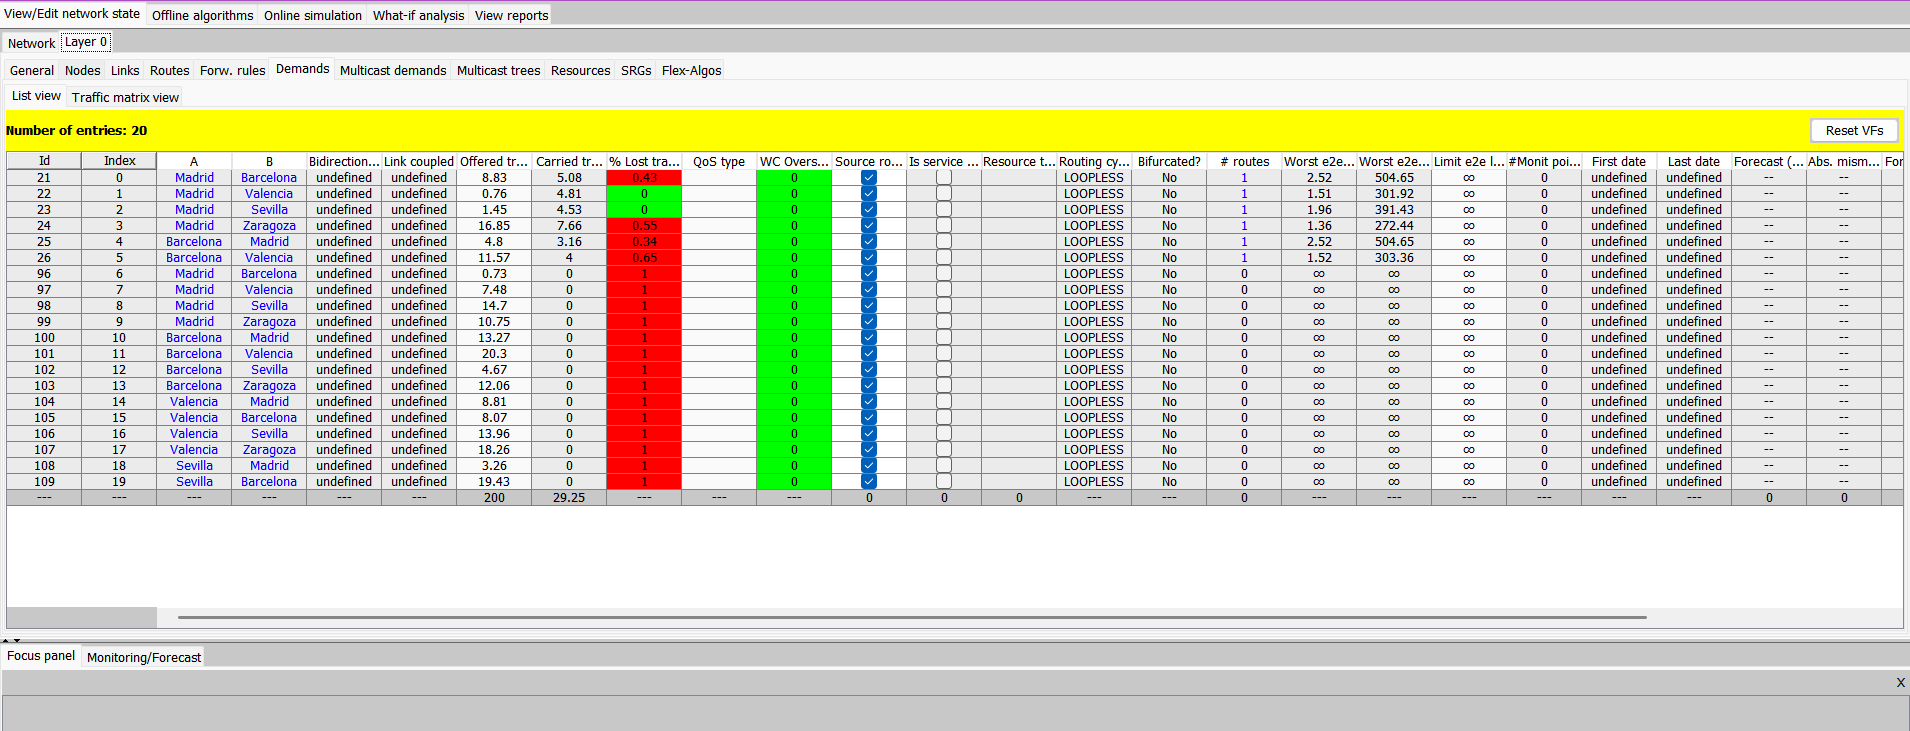 View/Edit network state Offline algorithms Online simulation What-if analysis View reports
Network Layer 0
General Nodes Links Routes Forw. rules Demands Multicast demands Multicast trees Resources SRGs Flex-Algos
List view Traffic matrix view
Number of entries: 20 Reset VFs
Id Index A B Bidirection... Link coupled Offered tr... Carried tr... % Lost tra... QoS type WC Overs... Source ro... Is service ... Resource t... Routing cy... Bifurcated? # routes Worst e2e... Worst e2e... Limit e2e l... #Monit poi... First date Last date Forecast (... Abs. mism... For
21 0 Madrid Barcelona undefined undefined 8.83 5.08 0.43 0 LOOPLESS No 1 2.52 504.65 ∞ 0 undefined undefined -- --
22 1 Madrid Valencia undefined undefined 0.76 4.81 0 0 LOOPLESS No 1 1.51 301.92 ∞ 0 undefined undefined -- --
23 2 Madrid Sevilla undefined undefined 1.45 4.53 0 0 LOOPLESS No 1 1.96 391.43 ∞ 0 undefined undefined -- --
24 3 Madrid Zaragoza undefined undefined 16.85 7.66 0.55 0 LOOPLESS No 1 1.36 272.44 ∞ 0 undefined undefined -- --
25 4 Barcelona Madrid undefined undefined 4.8 3.16 0.34 0 LOOPLESS No 1 2.52 504.65 ∞ 0 undefined undefined -- --
26 5 Barcelona Valencia undefined undefined 11.57 4 0.65 0 LOOPLESS No 1 1.52 303.36 ∞ 0 undefined undefined -- --
96 6 Madrid Barcelona undefined undefined 0.73 0 1 0 LOOPLESS No 0 ∞ ∞ ∞ 0 undefined undefined -- --
97 7 Madrid Valencia undefined undefined 7.48 0 1 0 LOOPLESS No 0 ∞ ∞ ∞ 0 undefined undefined -- --
98 8 Madrid Sevilla undefined undefined 14.7 0 1 0 LOOPLESS No 0 ∞ ∞ ∞ 0 undefined undefined -- --
99 9 Madrid Zaragoza undefined undefined 10.75 0 1 0 LOOPLESS No 0 ∞ ∞ ∞ 0 undefined undefined -- --
100 10 Barcelona Madrid undefined undefined 13.27 0 1 0 LOOPLESS No 0 ∞ ∞ ∞ 0 undefined undefined -- --
101 11 Barcelona Valencia undefined undefined 20.3 0 1 0 LOOPLESS No 0 ∞ ∞ ∞ 0 undefined undefined -- --
102 12 Barcelona Sevilla undefined undefined 4.67 0 1 0 LOOPLESS No 0 ∞ ∞ ∞ 0 undefined undefined -- --
103 13 Barcelona Zaragoza undefined undefined 12.06 0 1 0 LOOPLESS No 0 ∞ ∞ ∞ 0 undefined undefined -- --
104 14 Valencia Madrid undefined undefined 8.81 0 1 0 LOOPLESS No 0 ∞ ∞ ∞ 0 undefined undefined -- --
105 15 Valencia Barcelona undefined undefined 8.07 0 1 0 LOOPLESS No 0 ∞ ∞ ∞ 0 undefined undefined -- --
106 16 Valencia Sevilla undefined undefined 13.96 0 1 0 LOOPLESS No 0 ∞ ∞ ∞ 0 undefined undefined -- --
107 17 Valencia Zaragoza undefined undefined 18.26 0 1 0 LOOPLESS No 0 ∞ ∞ ∞ 0 undefined undefined -- --
108 18 Sevilla Madrid undefined undefined 3.26 0 1 0 LOOPLESS No 0 ∞ ∞ ∞ 0 undefined undefined -- --
109 19 Sevilla Barcelona undefined undefined 19.43 0 1 0 LOOPLESS No 0 ∞ ∞ ∞ 0 undefined undefined -- --
--- --- --- --- --- --- 200 29.25 --- --- --- 0 0 0 --- --- 0 --- --- --- --- --- --- 0 0
Focus panel Monitoring/Forecast
X